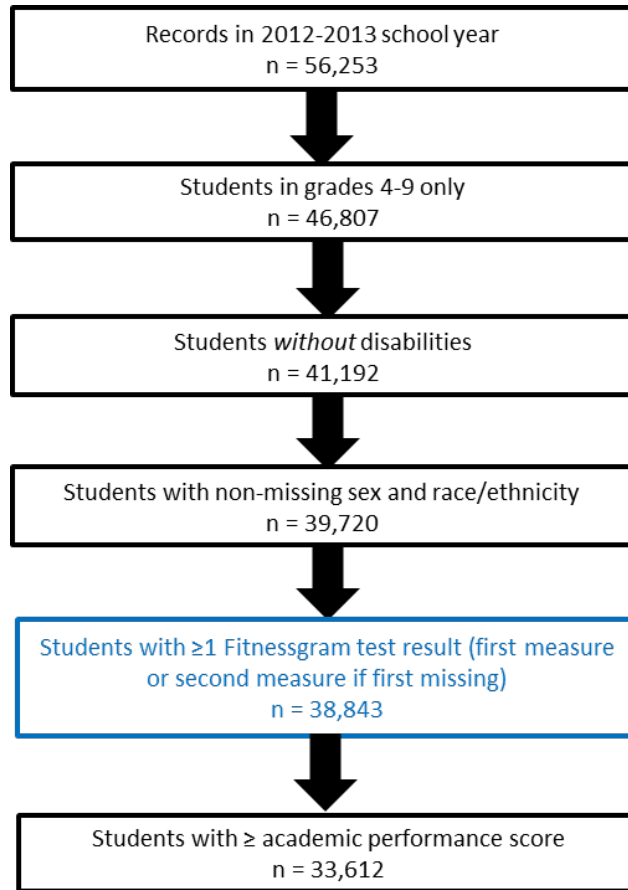 Records in 2012-2013 school year
n = 56,253
Students in grades 4-9 only
n = 46,807
Students without disabilities
n = 41,192
Students with non-missing sex and race/ethnicity
n = 39,720
Students with ≥1 Fitnessgram test result (first measure
or second measure if first missing)
n = 38,843
Students with ≥ academic performance score
n = 33,612